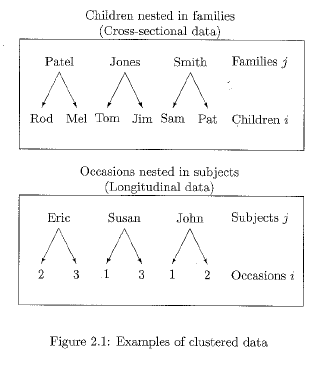 Children nested in families
(Cross-sectional data)
Patel Jones Smith Families j
Rod Mel Tom Jim Sam Pat Children i
Occasions nested in subjects
(Longitudinal data)
Eric Susan John Subjects j
2 3 1 3 1 2 Occasions i
Figure 2.1: Examples of clustered data